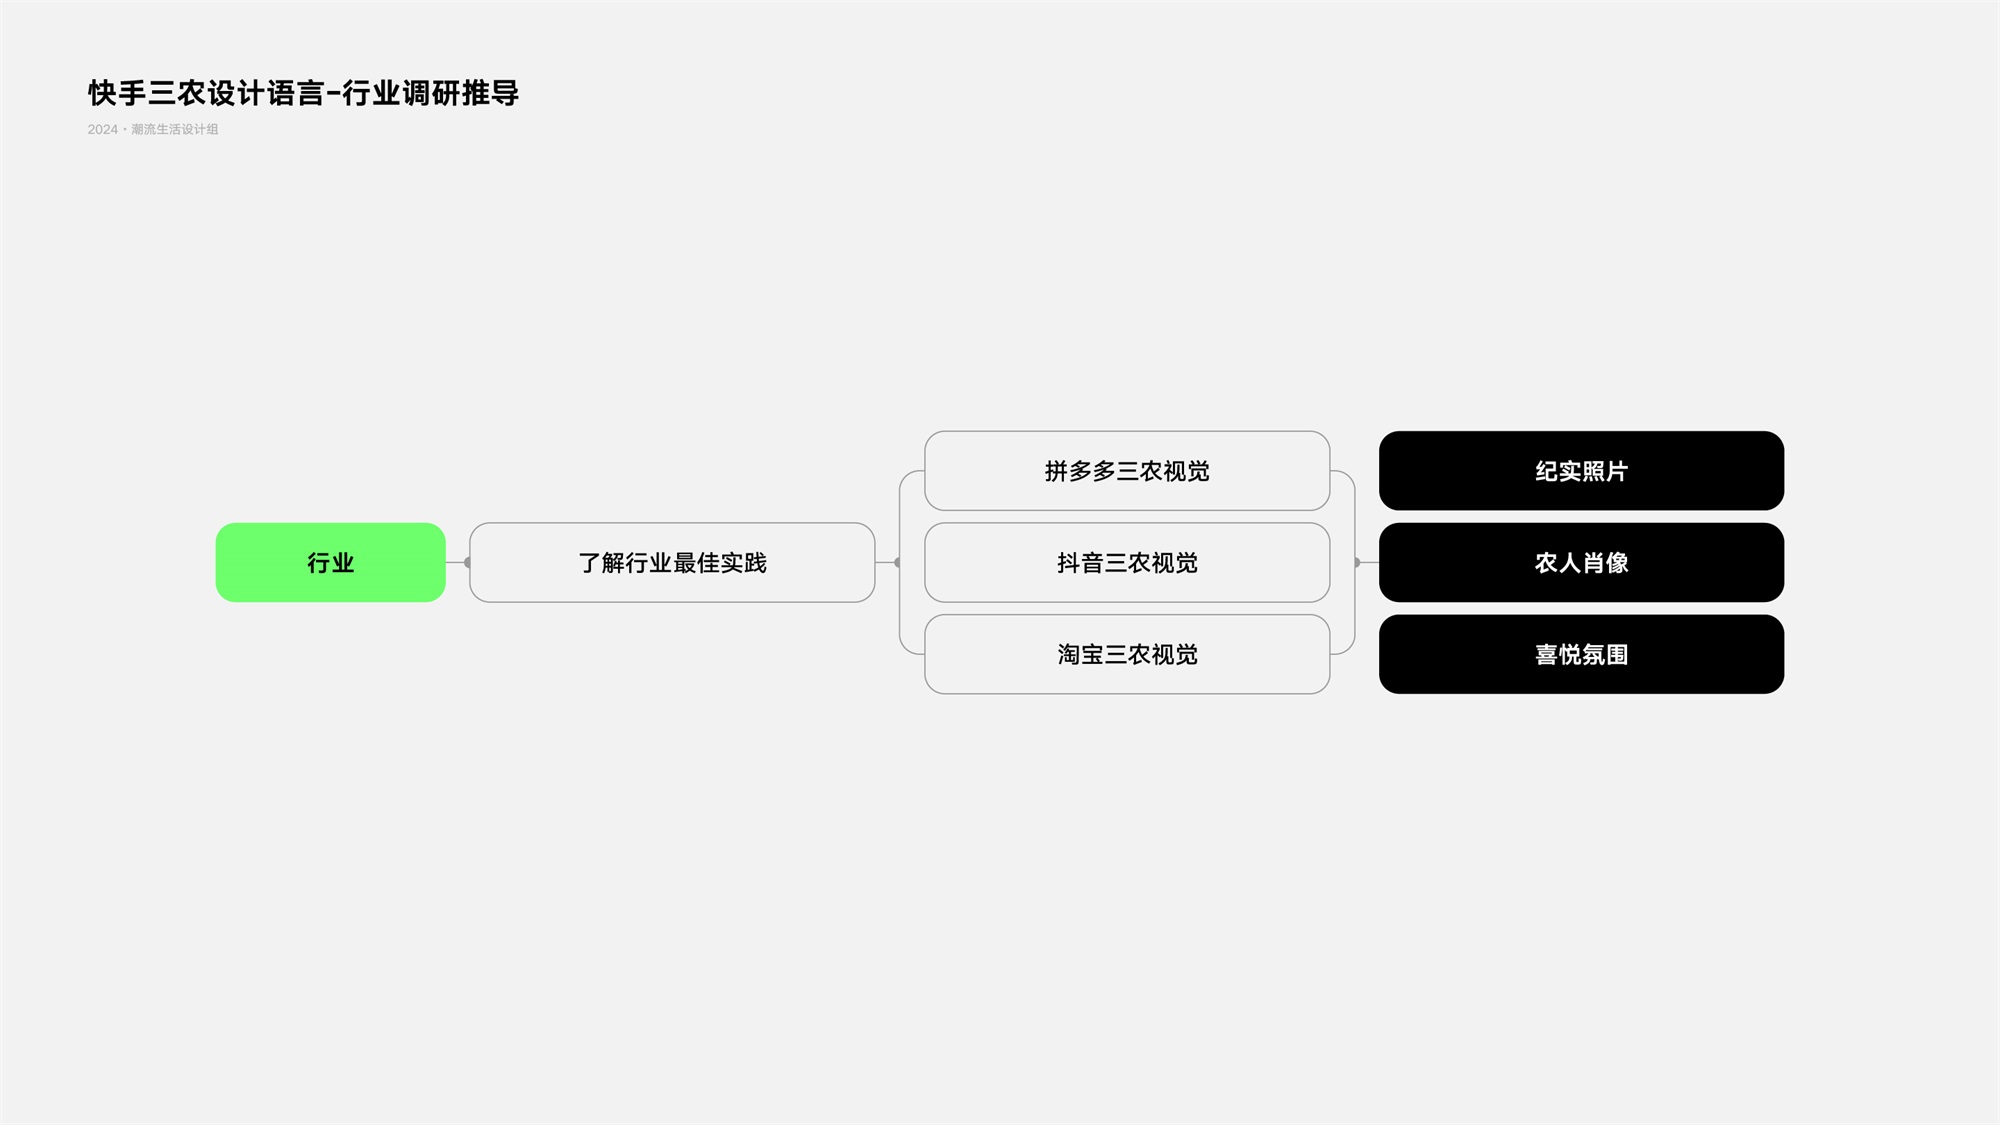 快手三农设计语言-行业调研推导
2024・潮流生活设计组
行业
了解行业最佳实践
拼多多三农视觉
抖音三农视觉
淘宝三农视觉
纪实照片
农人肖像
喜悦氛围